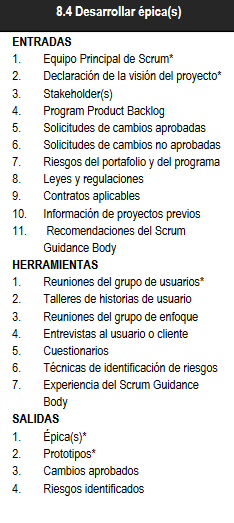 8.4 Desarrollar épica(s)
ENTRADAS
1. Equipo Principal de Scrum*
2. Declaración de la visión del proyecto*
3. Stakeholder(s)
4. Program Product Backlog
5. Solicitudes de cambios aprobadas
6. Solicitudes de cambios no aprobadas
7. Riesgos del portafolio y del programa
8. Leyes y regulaciones
9. Contratos aplicables
10. Información de proyectos previos
11. Recomendaciones del Scrum
Guidance Body
HERRAMIENTAS
1. Reuniones del grupo de usuarios*
2. Talleres de historias de usuario
3. Reuniones del grupo de enfoque
4. Entrevistas al usuario o cliente
5. Cuestionarios
6. Técnicas de identificación de riesgos
7. Experiencia del Scrum Guidance
Body
SALIDAS
1. Épica(s)*
2. Prototipos*
3. Cambios aprobados
4. Riesgos identificados